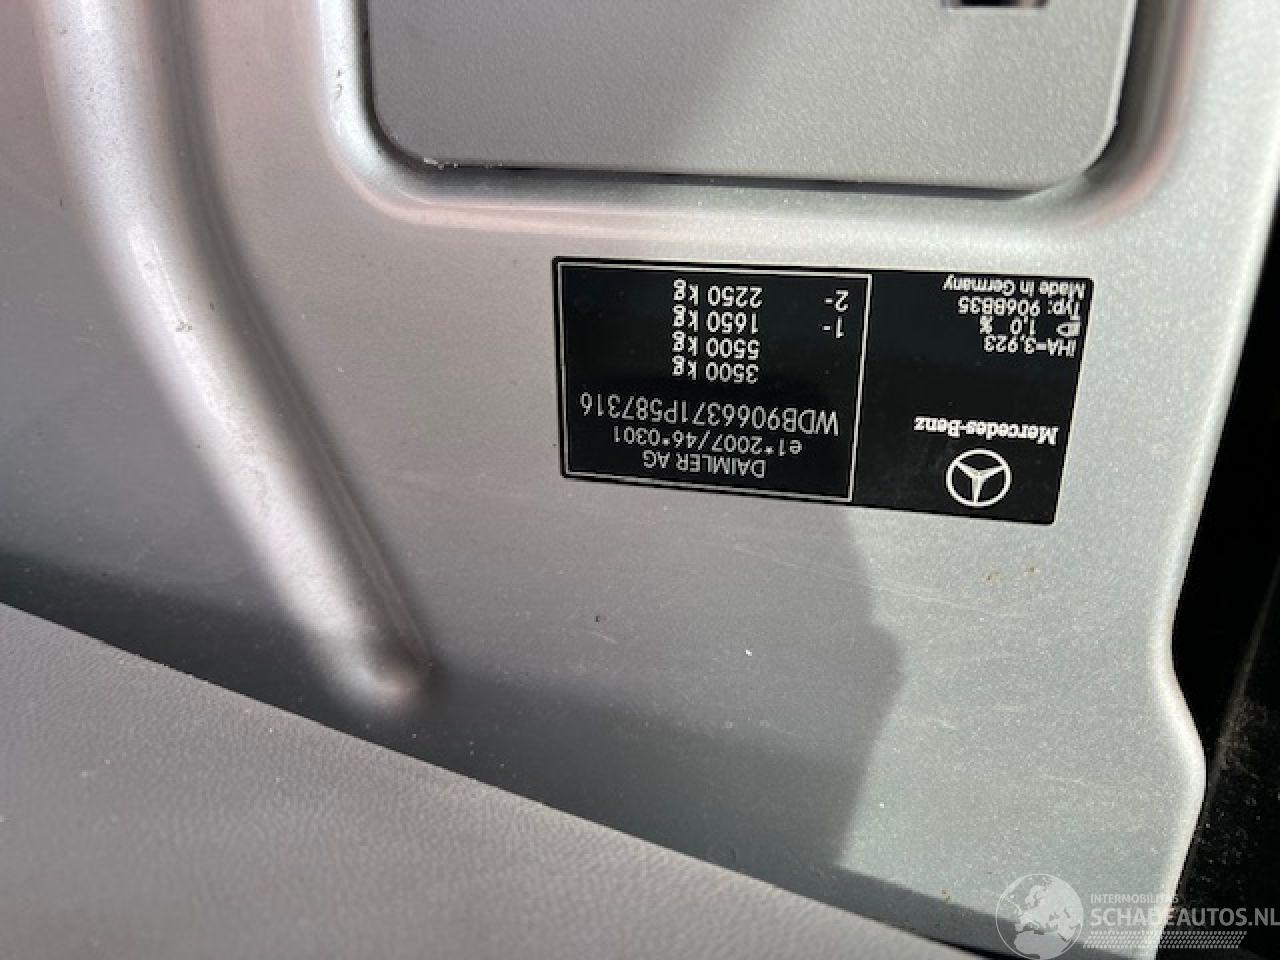 Mercedes-Benz
iHA=3,923
1,0 %
Typ: 906BB35
Made in Germany
DAIMLER AG
e1*2007/46*0301
WDB9066371P587316
3500 kg
5500 kg
1- 1650 kg
2- 2250 kg
INTERMOBILITAS
SCHADEAUTOS.NL